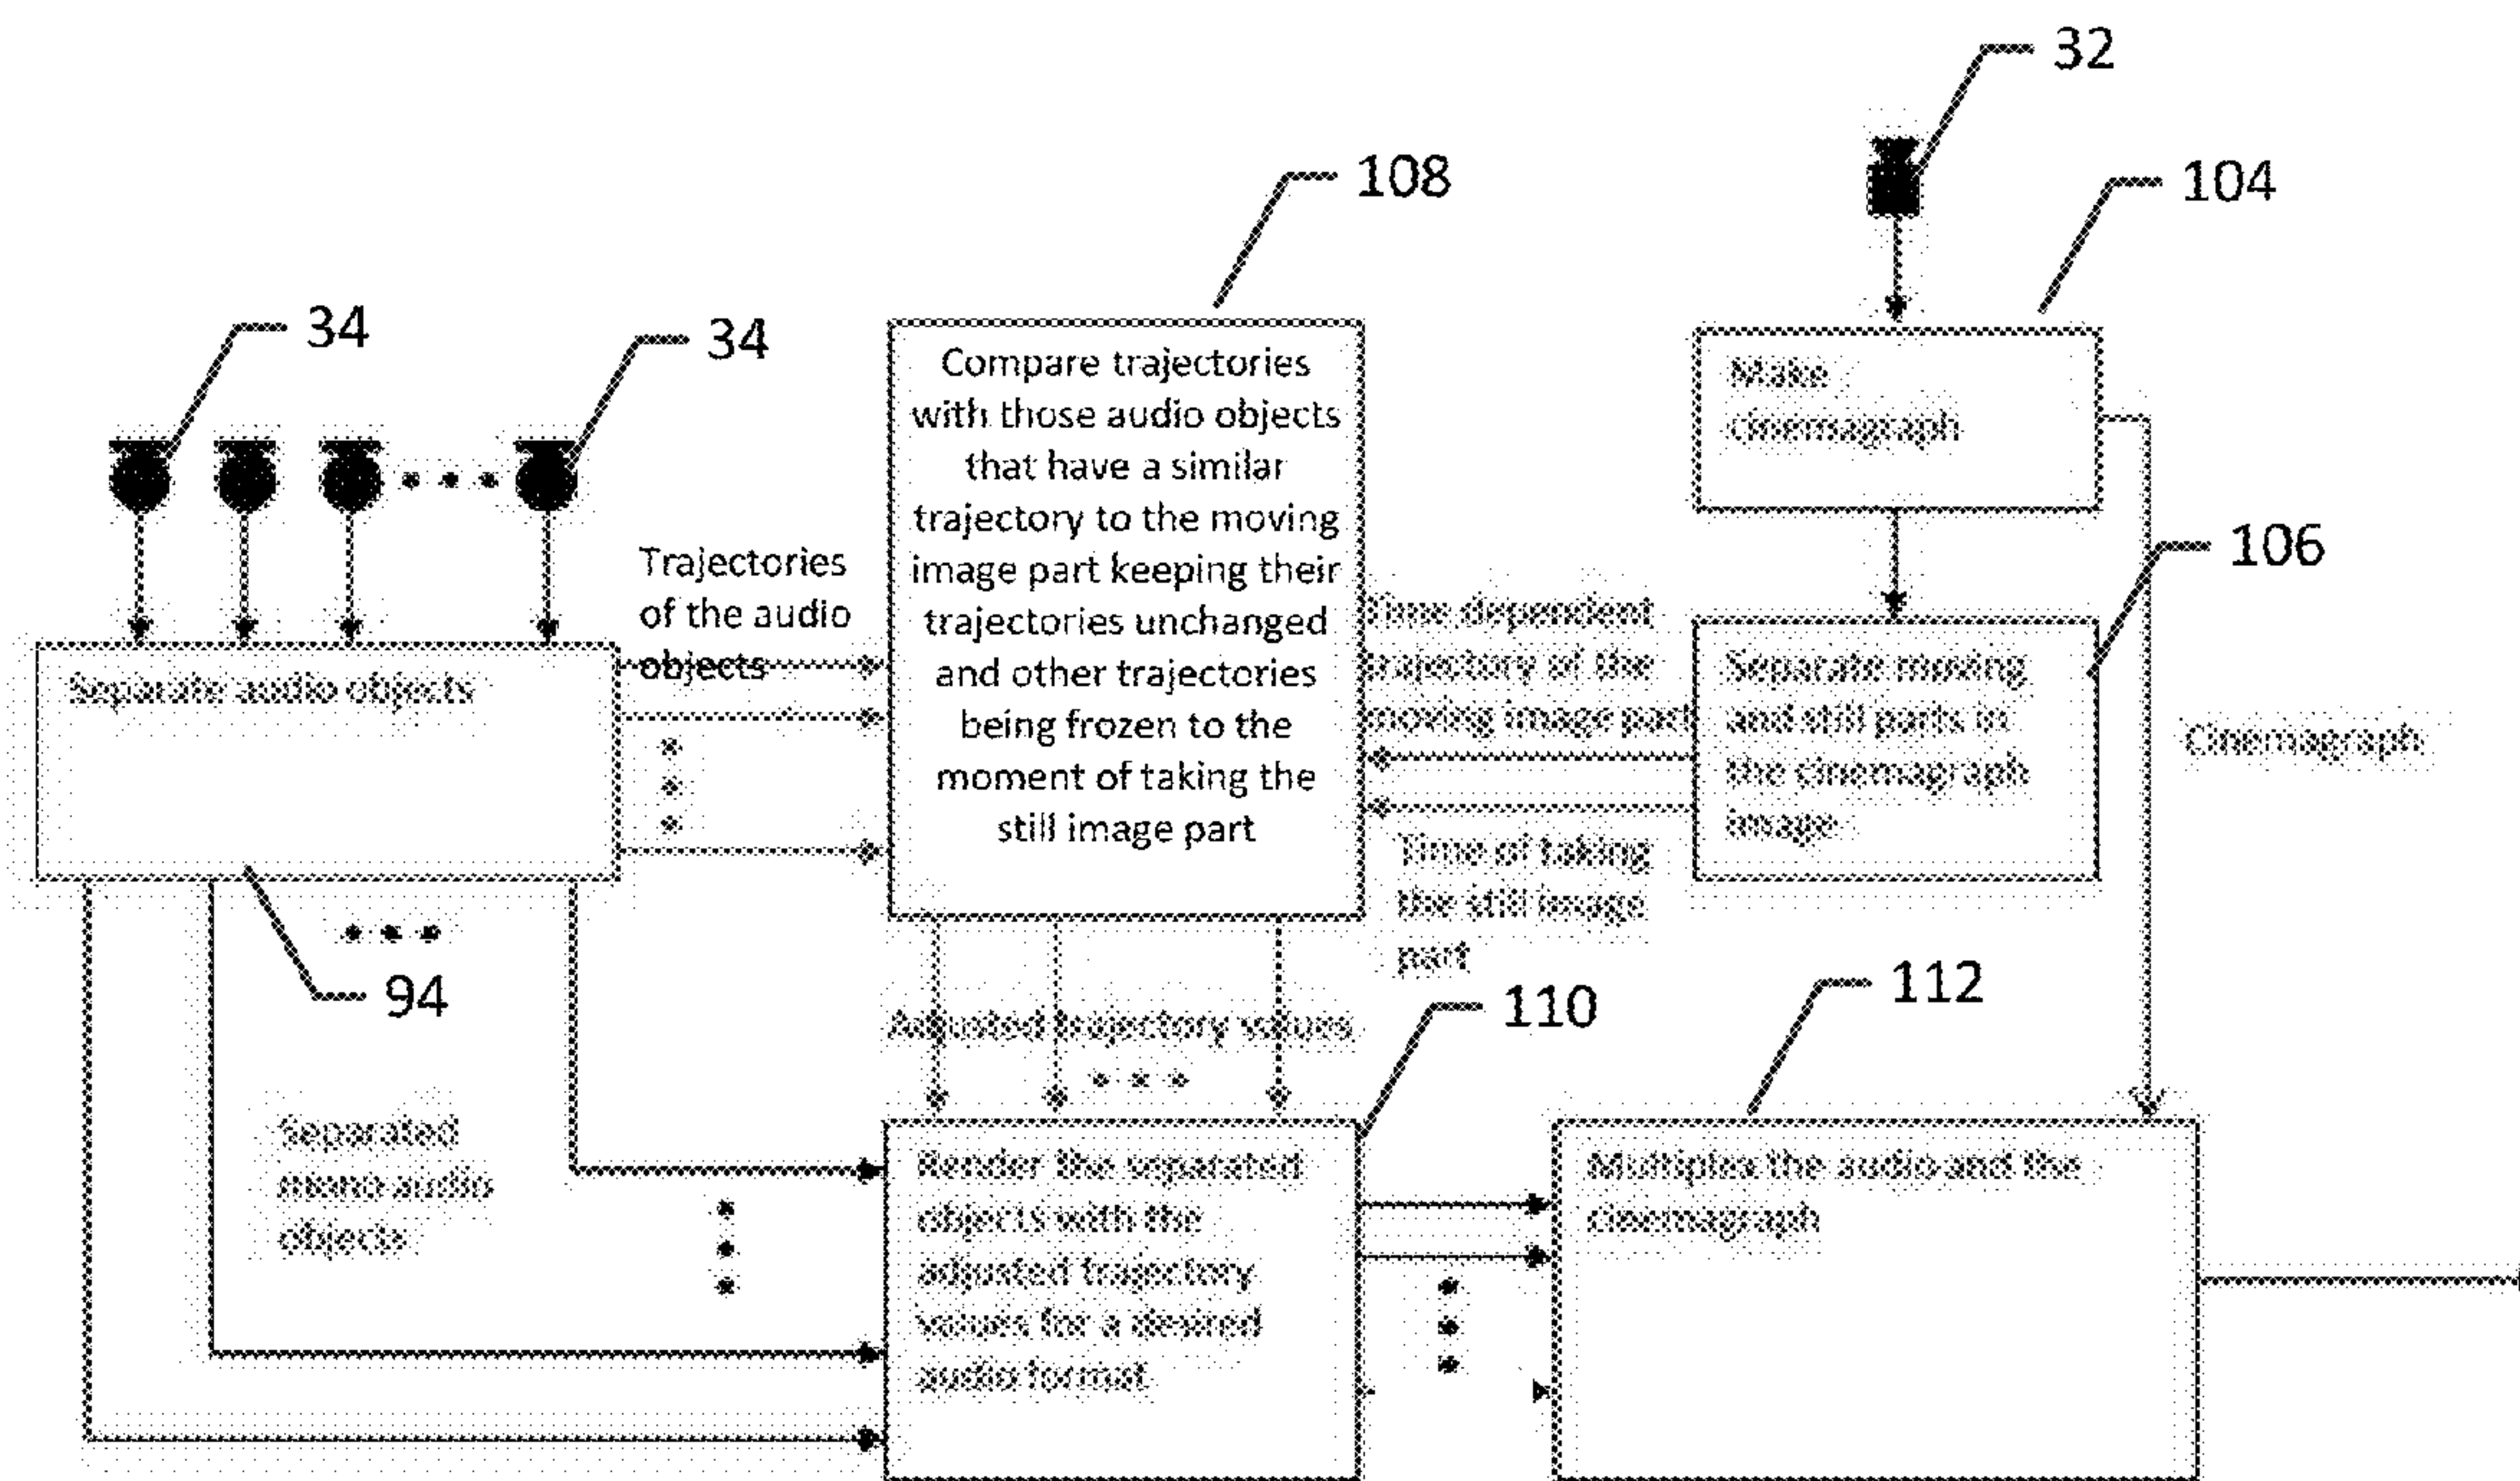 32
108
104
34
34
Compare trajectories
with those audio objects
that have a similar
trajectory to the moving
image part keeping their
trajectories unchanged
and other trajectories
being frozen to the
moment of taking the
still image part
Make
cinemagraph
106
Trajectories
of the audio
objects
Time dependent
trajectory of the
moving image part
Separate audio objects
Separate moving
and still parts in
the cinemagraph
image
Cinemagraph
Time of taking
the still image
part
94
112
110
Adjusted trajectory values
Separated
mono audio
objects
Render the separated
objects with the
adjusted trajectory
values for a desired
audio format
Multiplex the audio and the
cinemagraph